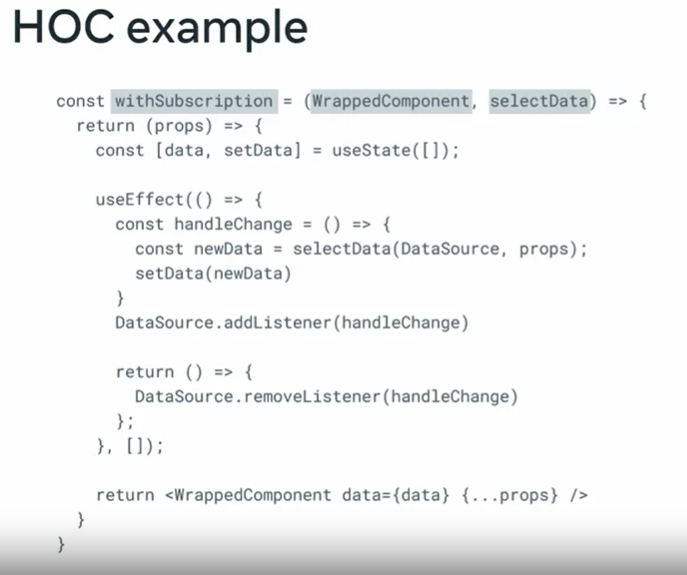 HOC example
const withSubscription = (WrappedComponent, selectData) => {
return (props) => {
const [data, setData] = useState([]);
useEffect(() => {
const handleChange = () => {
const newData = selectData(DataSource, props);
setData(newData)
}
DataSource.addListener(handleChange)
return () => {
DataSource.removeListener(handleChange)
};
}, []);
return <WrappedComponent data={data} {...props} />
}
}